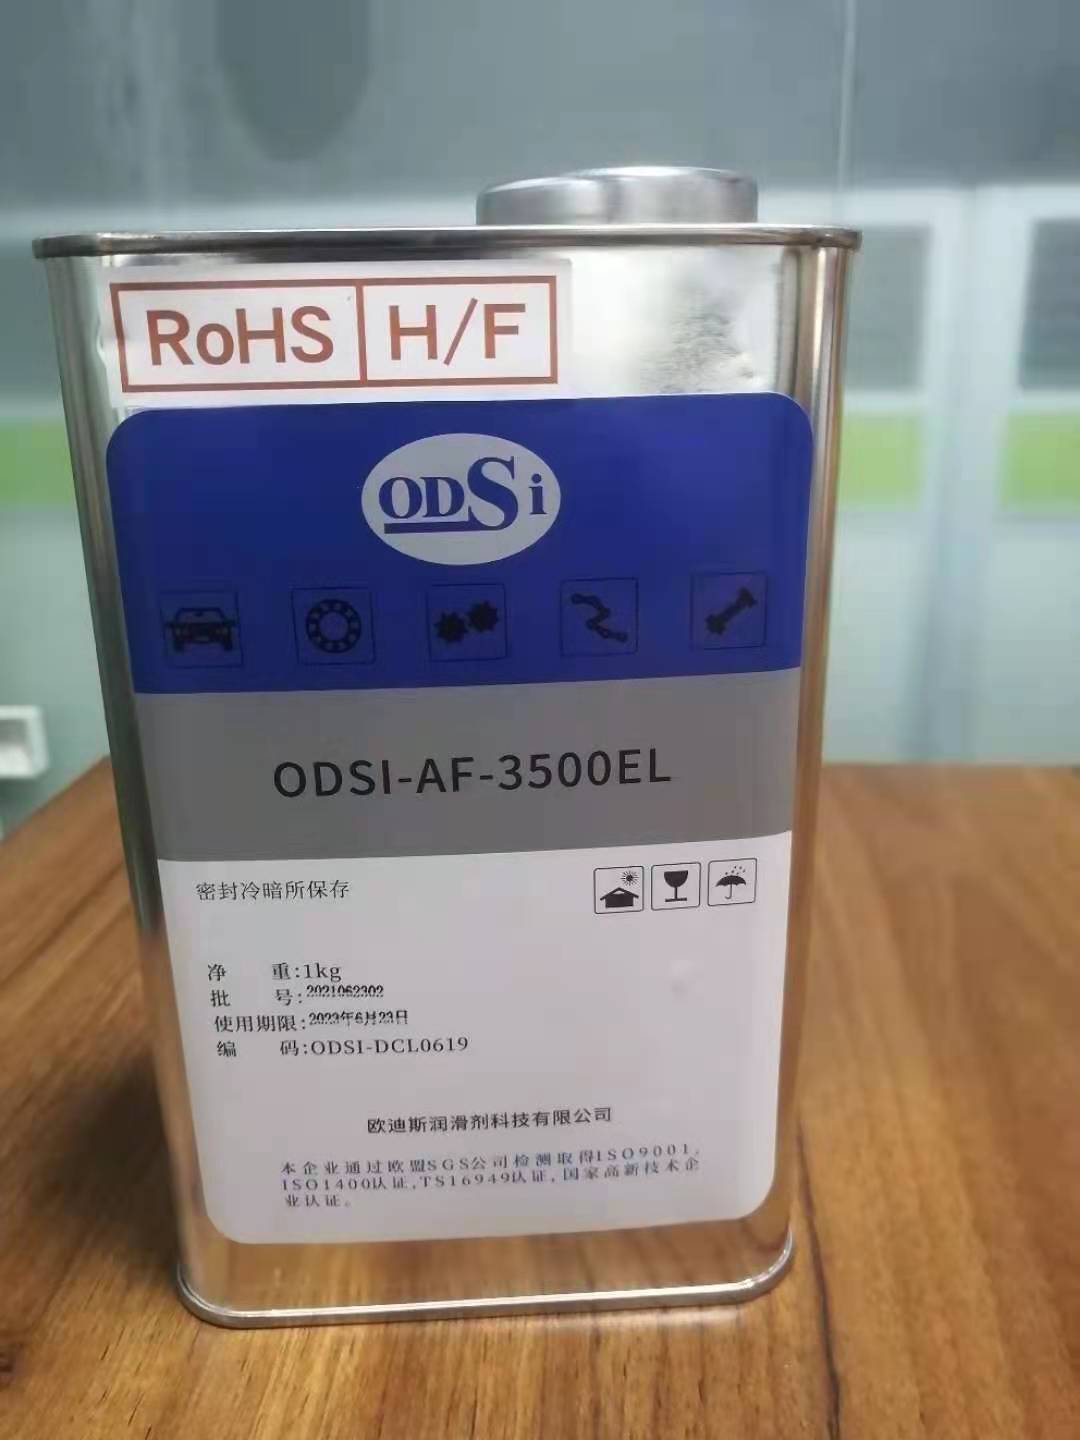 RoHS H/F
ODSi
ODSI-AF-3500EL
密封冷暗所保存
净 重:1kg
批 号:2021062302
使用期限:2023年6月23日
编 码:ODSI-DCL0619
欧迪斯润滑剂科技有限公司
本企业通过欧盟SGS公司检测取得ISO9001,
ISO1400认证,TS16949认证,国家高新技术企
业认证。